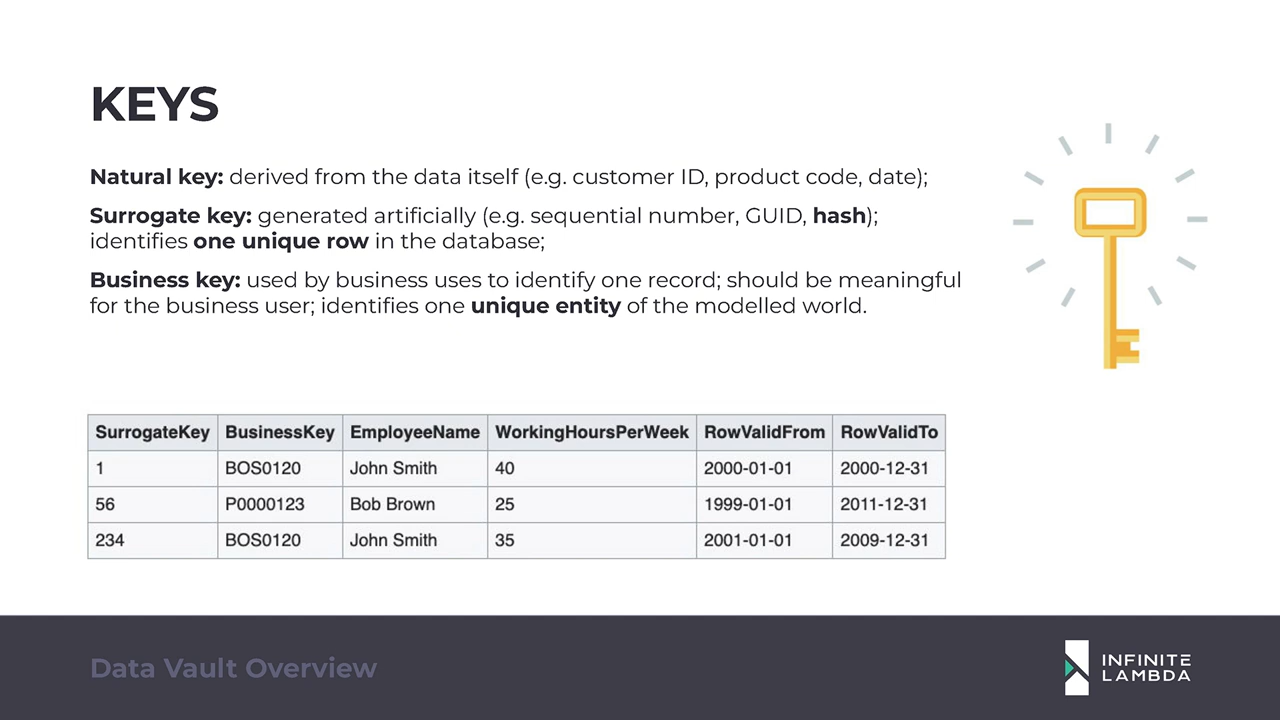 KEYS
Natural key: derived from the data itself (e.g. customer ID, product code, date);
Surrogate key: generated artificially (e.g. sequential number, GUID, hash);
identifies one unique row in the database;
Business key: used by business uses to identify one record; should be meaningful
for the business user; identifies one unique entity of the modelled world.
SurrogateKey BusinessKey EmployeeName WorkingHoursPerWeek RowValidFrom RowValidTo
1 BOS0120 John Smith 40 2000-01-01 2000-12-31
56 P0000123 Bob Brown 25 1999-01-01 2011-12-31
234 BOS0120 John Smith 35 2001-01-01 2009-12-31
Data Vault Overview
INFINITE
LAMBDA